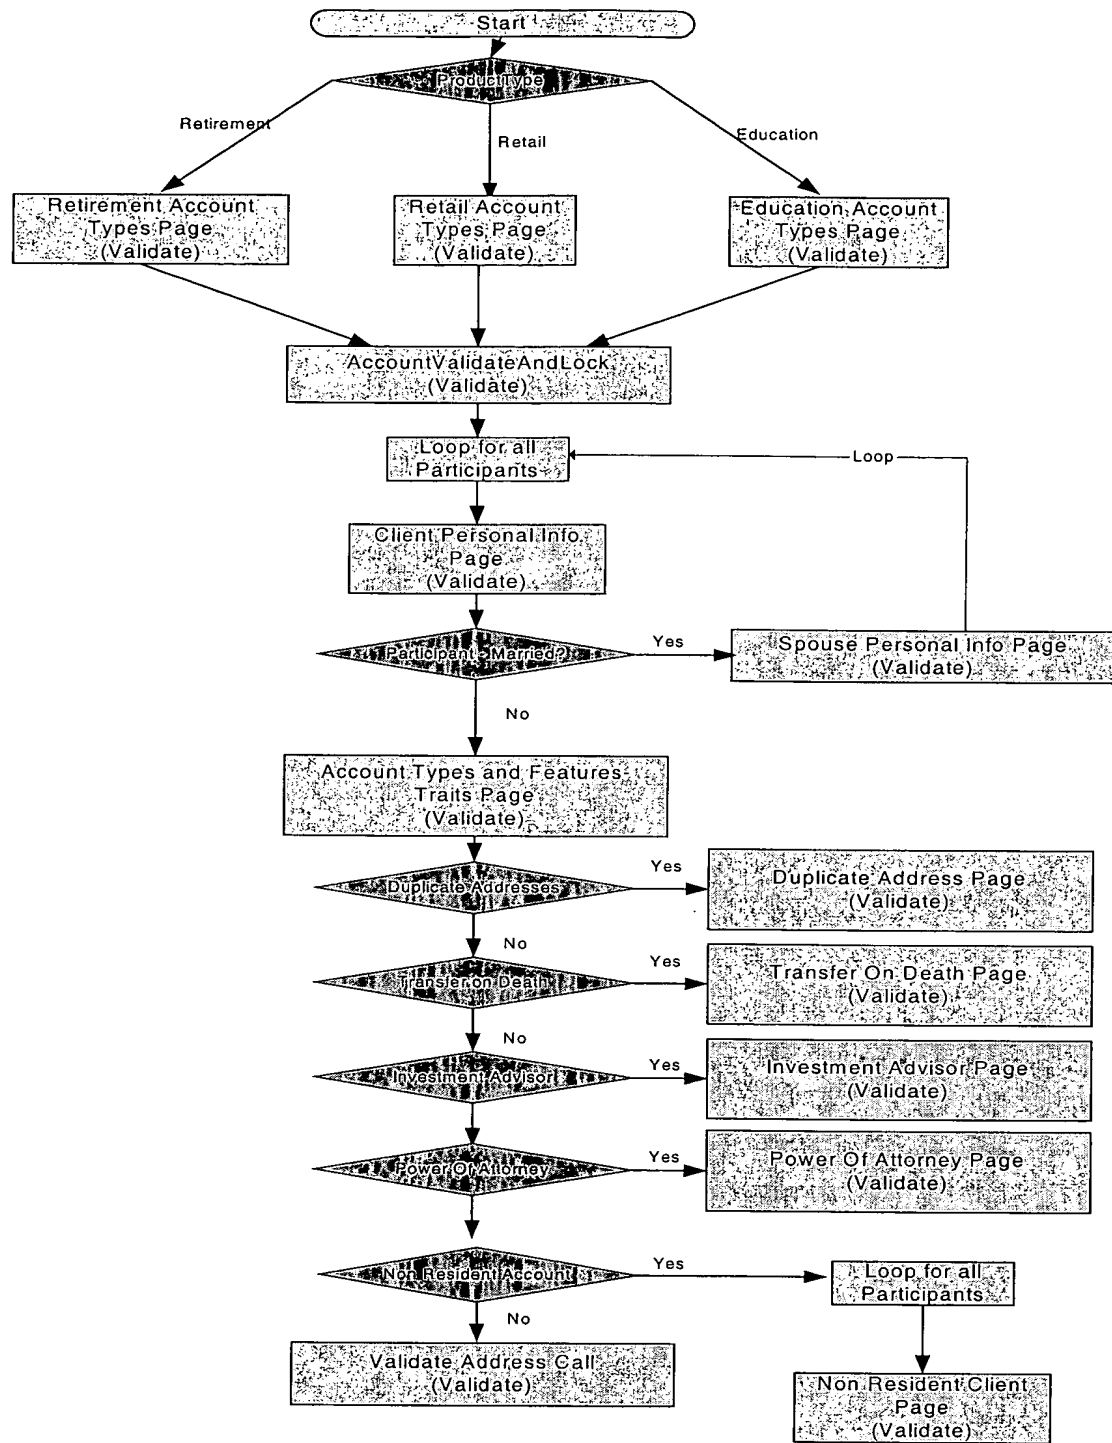 Start
ProductType
Retirement
Retail
Education
Retirement Account
Types Page
(Validate)
Retail Account
Types Page
(Validate)
Education Account
Types Page
(Validate)
AccountValidateAndLock
(Validate)
Loop for all
Participants
Loop
Client Personal Info
Page
(Validate)
Participant - Married?
Yes
Spouse Personal Info Page
(Validate)
No
Account Types and Features
Traits Page
(Validate)
Duplicate Addresses
Yes
Duplicate Address Page
(Validate)
No
Transfer on Death
Yes
Transfer On Death Page
(Validate)
No
Investment Advisor
Yes
Investment Advisor Page
(Validate)
Power Of Attorney
Yes
Power Of Attorney Page
(Validate)
Non Resident Account
Yes
Loop for all
Participants
No
Validate Address Call
(Validate)
Non Resident Client
Page
(Validate)